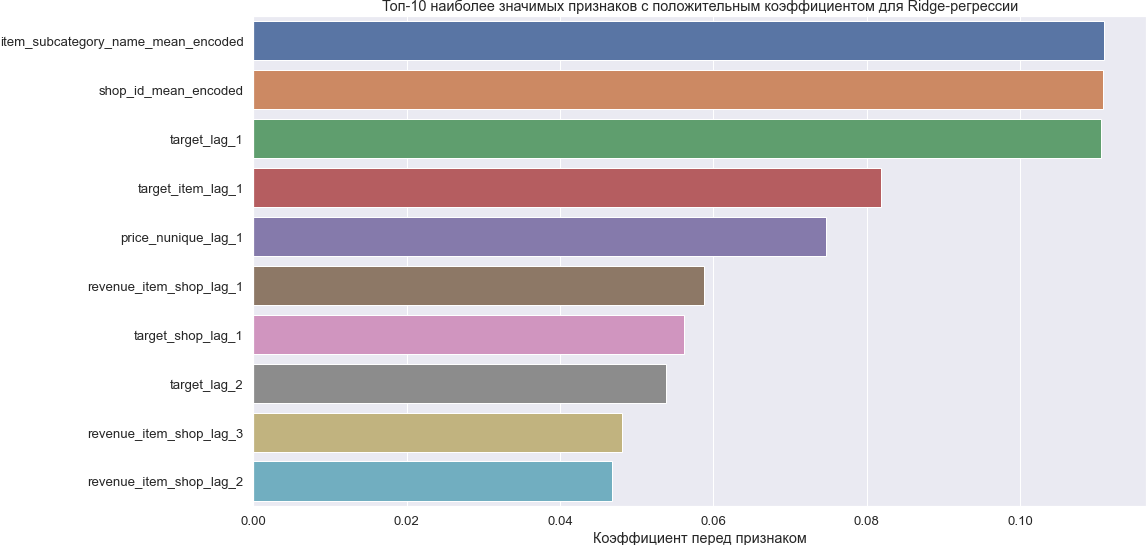 Топ-10 наиболее значимых признаков с положительным коэффициентом для Ridge-регрессии
item_subcategory_name_mean_encoded
shop_id_mean_encoded
target_lag_1
target_item_lag_1
price_nunique_lag_1
revenue_item_shop_lag_1
target_shop_lag_1
target_lag_2
revenue_item_shop_lag_3
revenue_item_shop_lag_2
0.00 0.02 0.04 0.06 0.08 0.10
Коэффициент перед признаком